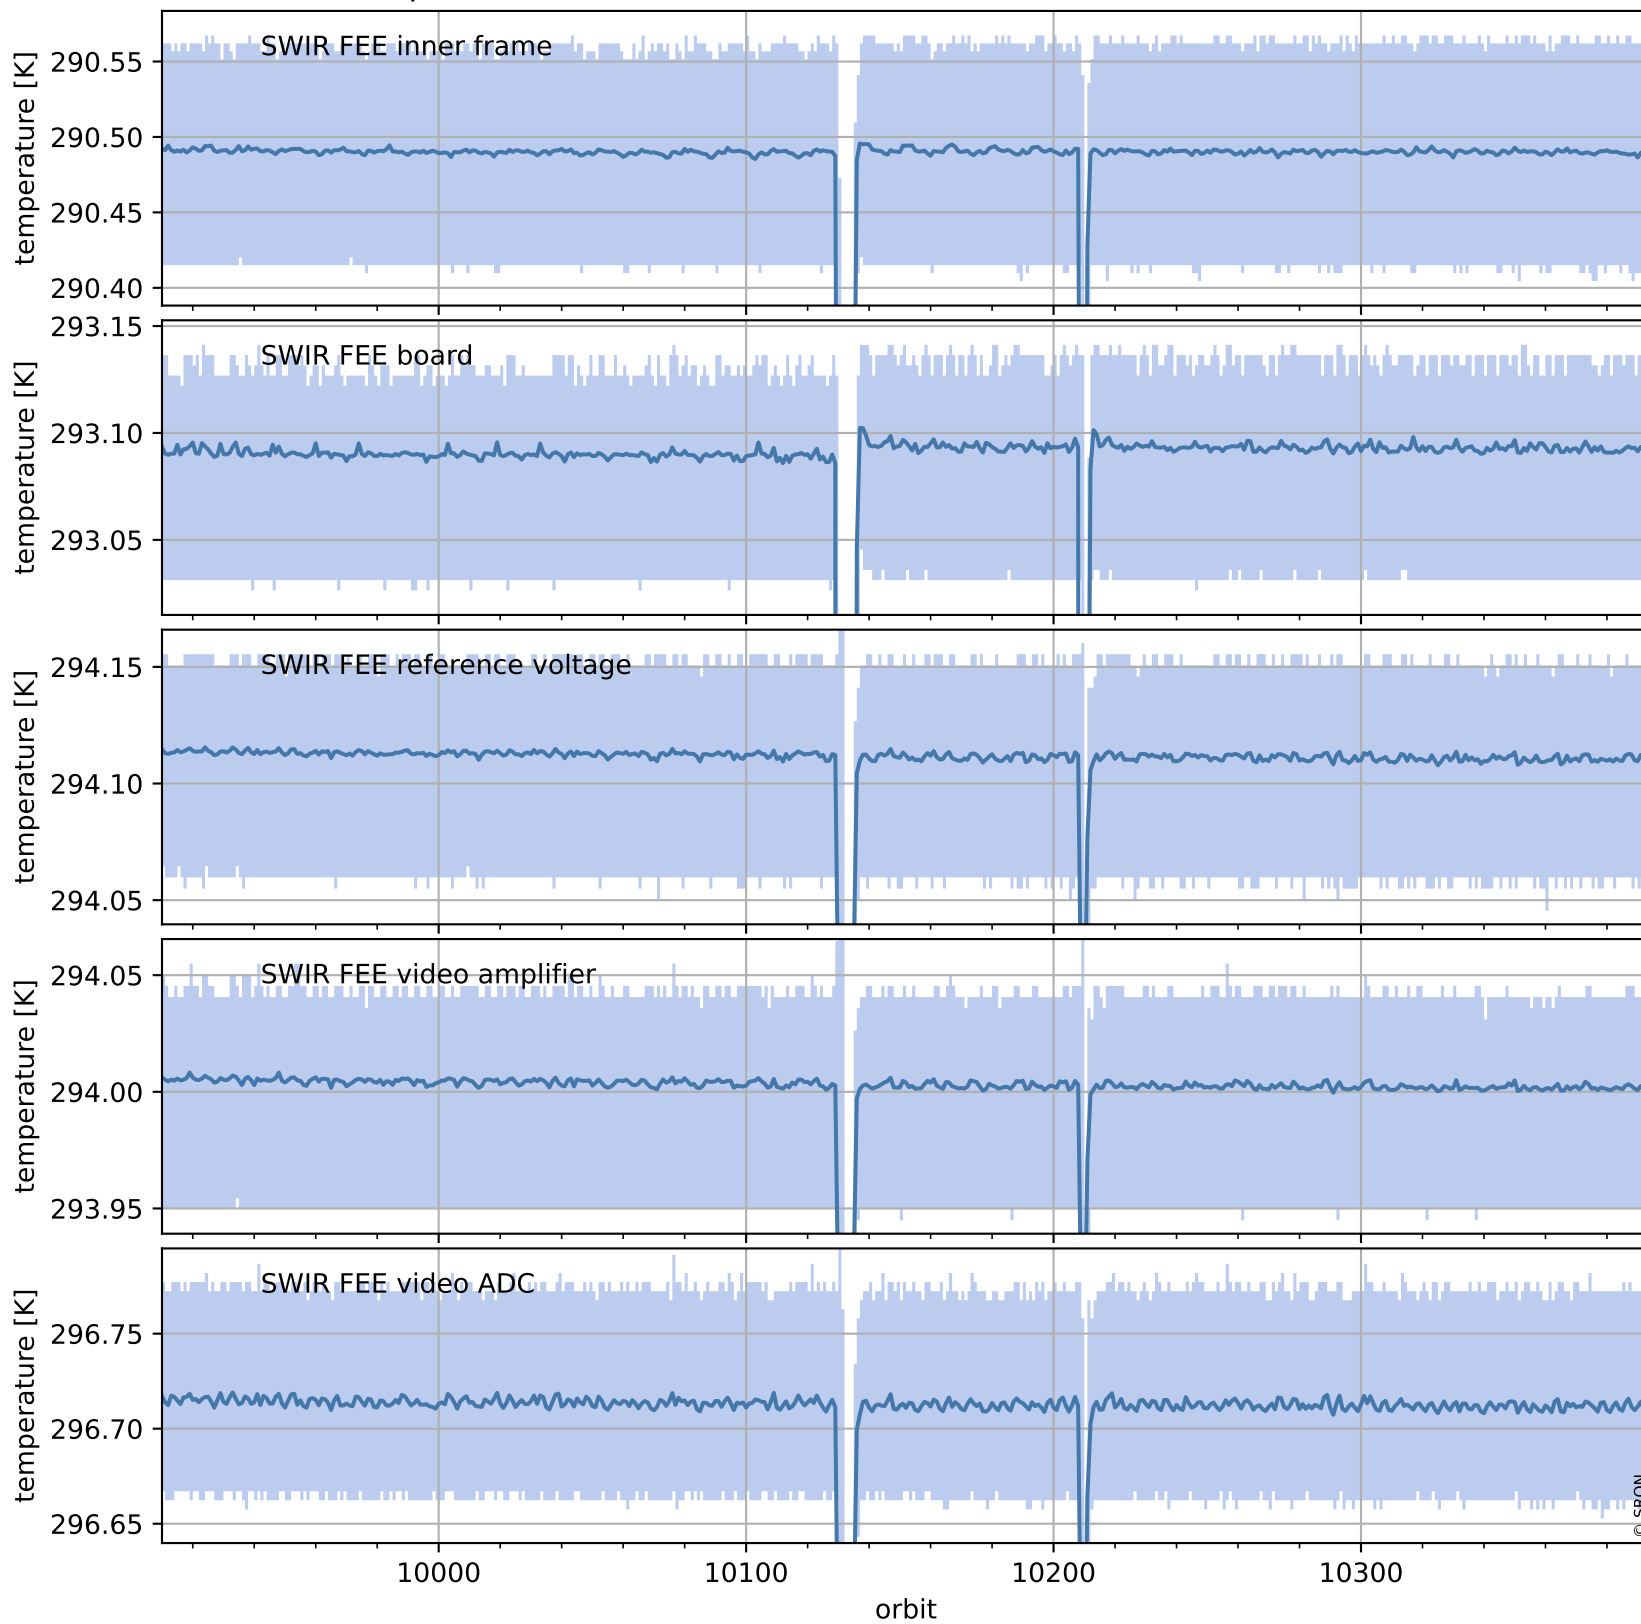 SWIR FEE inner frame
temperature [K]
290.55
290.50
290.45
290.40
SWIR FEE board
temperature [K]
293.15
293.10
293.05
SWIR FEE reference voltage
temperature [K]
294.15
294.10
294.05
SWIR FEE video amplifier
temperature [K]
294.05
294.00
293.95
SWIR FEE video ADC
temperature [K]
296.75
296.70
296.65
10000 10100 10200 10300
orbit
© SRON